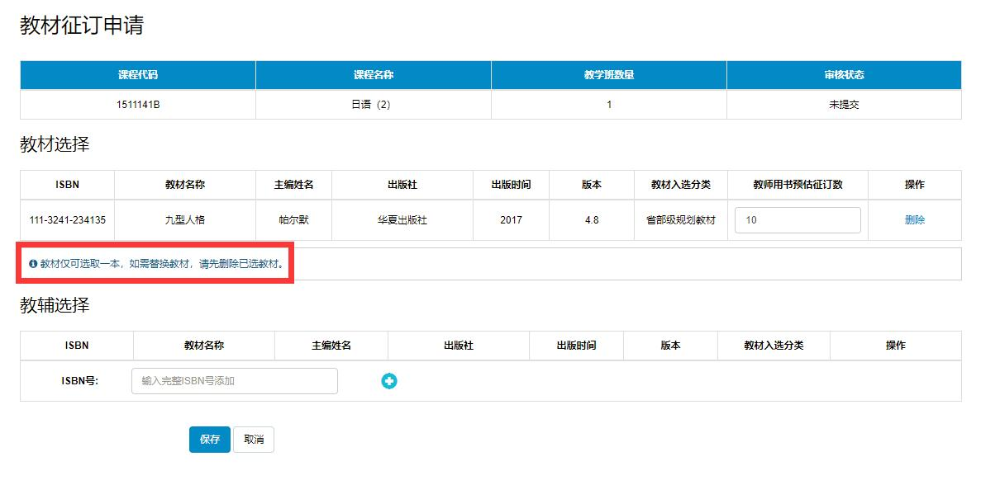 教材征订申请
课程代码 课程名称 教学班数量 审核状态
1511141B 日语（2） 1 未提交
教材选择
ISBN 教材名称 主编姓名 出版社 出版时间 版本 教材入选分类 教师用书预估征订数 操作
111-3241-234135 九型人格 帕尔默 华夏出版社 2017 4.8 省部级规划教材 10 删除
教材仅可选取一本，如需替换教材，请先删除已选教材。
教辅选择
ISBN 教材名称 主编姓名 出版社 出版时间 版本 教材入选分类 操作
ISBN号: 输入完整ISBN号添加
保存 取消